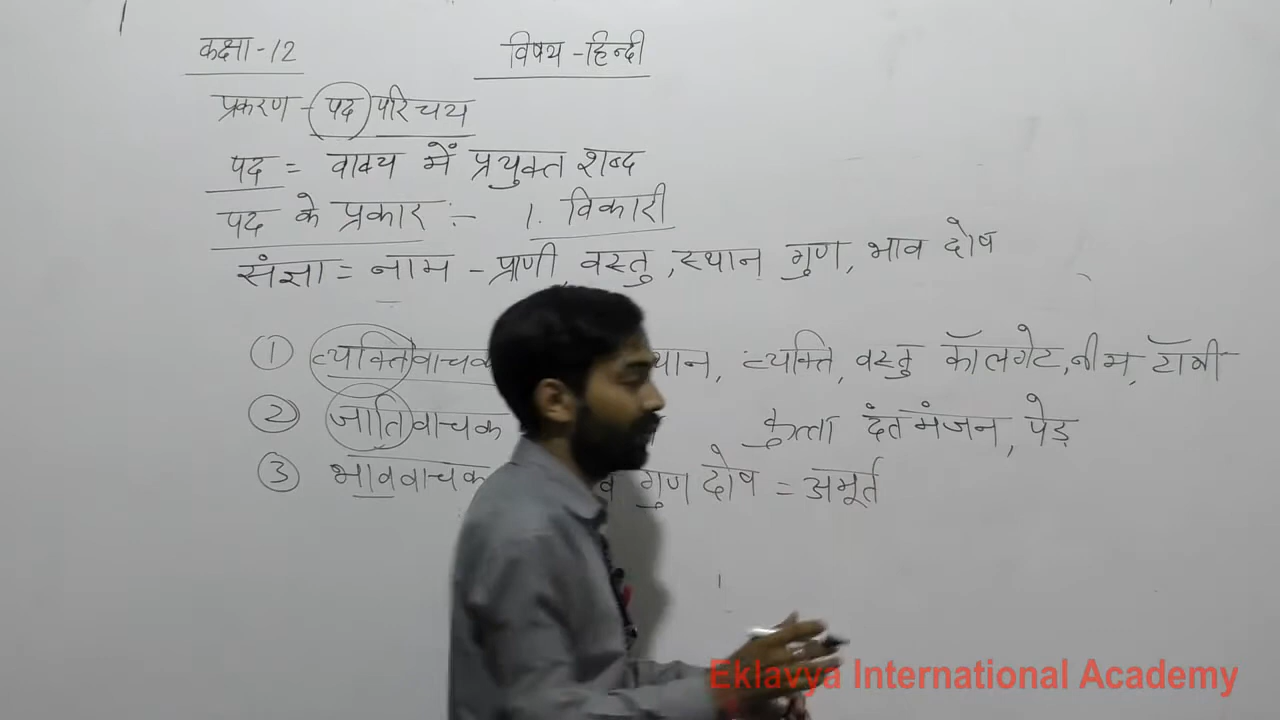 कक्षा-12 विषय-हिन्दी
प्रकरण - पद परिचय
पद = वाक्य में प्रयुक्त शब्द
पद के प्रकार :- 1. विकारी
संज्ञा = नाम - प्राणी, वस्तु, स्थान गुण, भाव दोष
① व्यक्तिवाचक व्यक्ति, वस्तु कॉलगेट, नीम, टॉमी
② जातिवाचक कुत्ता दंतमंजन, पेड़
③ भाववाचक गुण दोष = अमूर्त
Eklavya International Academy